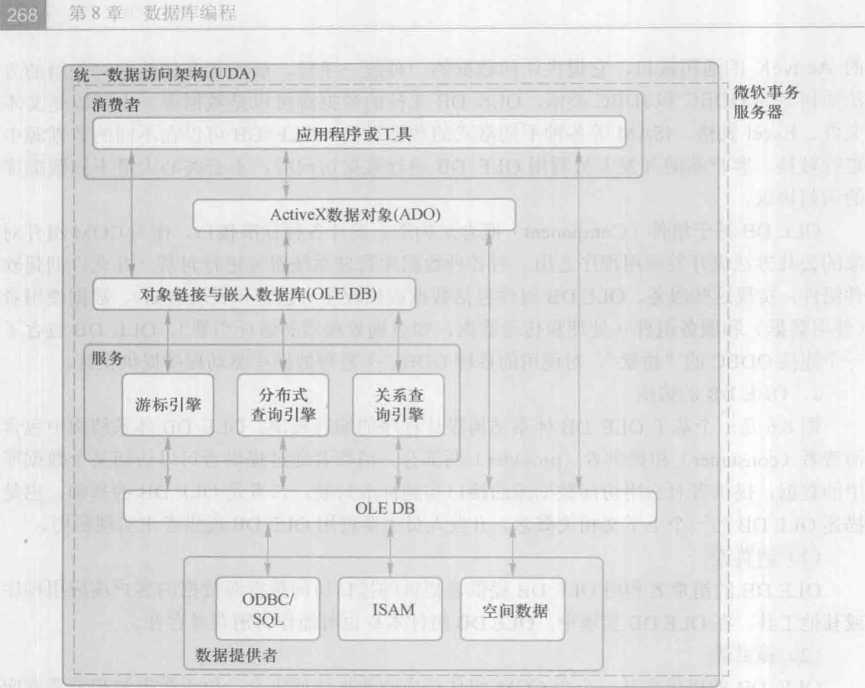 268 第8章 数据库编程
统一数据访问架构(UDA)
微软事务
服务器
消费者
应用程序或工具
ActiveX数据对象(ADO)
对象链接与嵌入数据库(OLE DB)
服务
游标引擎
分布式
查询引擎
关系查
询引擎
OLE DB
ODBC/
SQL
ISAM
空间数据
数据提供者